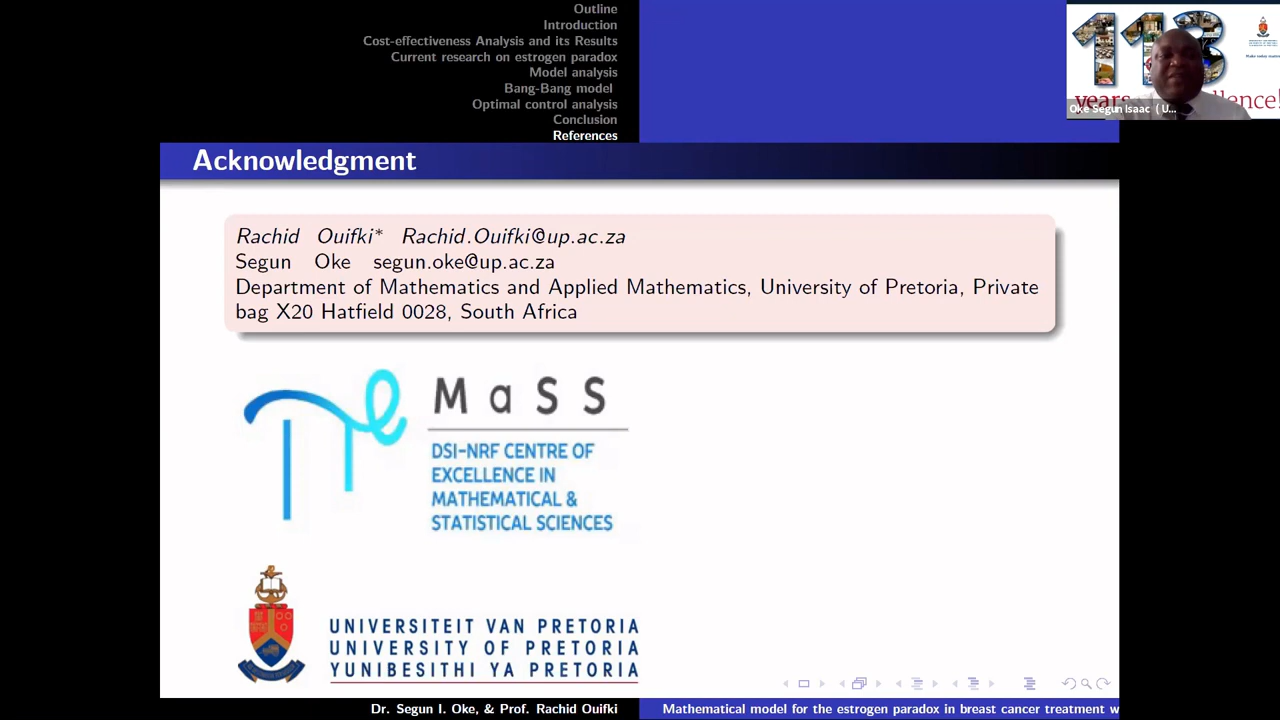 Outline
Introduction
Cost-effectiveness Analysis and its Results
Current research on estrogen paradox
Model analysis
Bang-Bang model
Optimal control analysis
Conclusion
References
113
years
lence!
Oke Segun Isaac ( U...
Acknowledgment
Rachid Ouifki* Rachid.Ouifki@up.ac.za
Segun Oke segun.oke@up.ac.za
Department of Mathematics and Applied Mathematics, University of Pretoria, Private
bag X20 Hatfield 0028, South Africa
MaSS
DSI-NRF CENTRE OF
EXCELLENCE IN
MATHEMATICAL &
STATISTICAL SCIENCES
UNIVERSITEIT VAN PRETORIA
UNIVERSITY OF PRETORIA
YUNIBESITHI YA PRETORIA
Dr. Segun I. Oke, & Prof. Rachid Ouifki
Mathematical model for the estrogen paradox in breast cancer treatment w